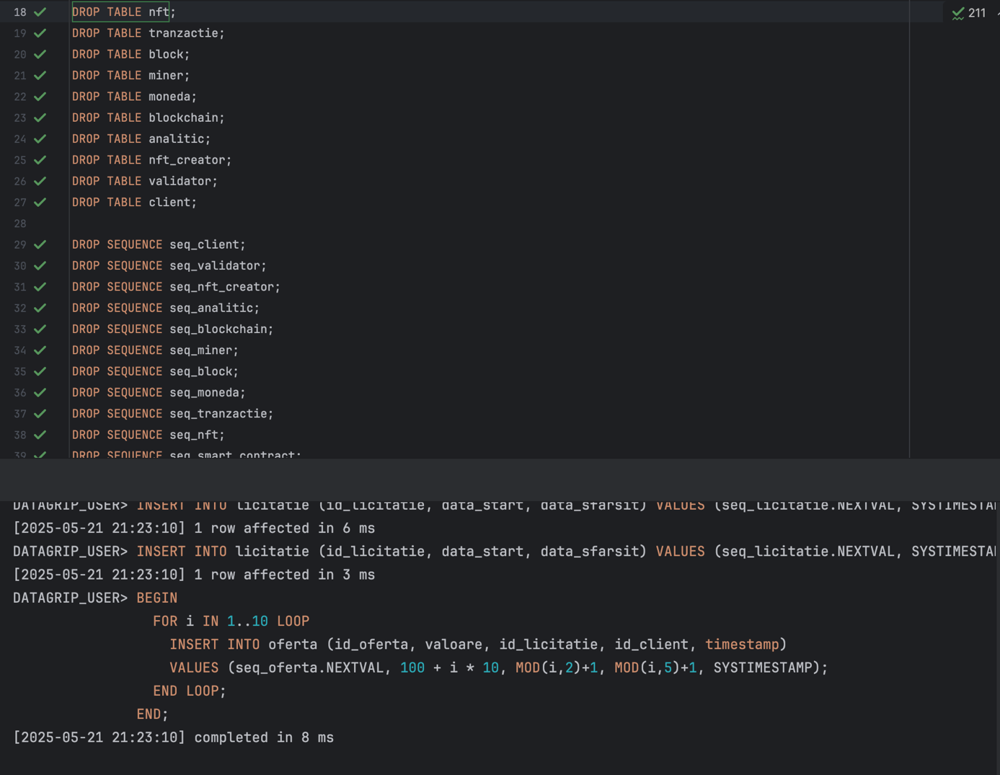 18 DROP TABLE nft;
211
19 DROP TABLE tranzactie;
20 DROP TABLE block;
21 DROP TABLE miner;
22 DROP TABLE moneda;
23 DROP TABLE blockchain;
24 DROP TABLE analitic;
25 DROP TABLE nft_creator;
26 DROP TABLE validator;
27 DROP TABLE client;
28
29 DROP SEQUENCE seq_client;
30 DROP SEQUENCE seq_validator;
31 DROP SEQUENCE seq_nft_creator;
32 DROP SEQUENCE seq_analitic;
33 DROP SEQUENCE seq_blockchain;
34 DROP SEQUENCE seq_miner;
35 DROP SEQUENCE seq_block;
36 DROP SEQUENCE seq_moneda;
37 DROP SEQUENCE seq_tranzactie;
38 DROP SEQUENCE seq_nft;
39 DROP SEQUENCE seq_smart_contract;
DATAGRIP_USER> INSERT INTO licitatie (id_licitatie, data_start, data_sfarsit) VALUES (seq_licitatie.NEXTVAL, SYSTIMESTA
[2025-05-21 21:23:10] 1 row affected in 6 ms
DATAGRIP_USER> INSERT INTO licitatie (id_licitatie, data_start, data_sfarsit) VALUES (seq_licitatie.NEXTVAL, SYSTIMESTA
[2025-05-21 21:23:10] 1 row affected in 3 ms
DATAGRIP_USER> BEGIN
FOR i IN 1..10 LOOP
INSERT INTO oferta (id_oferta, valoare, id_licitatie, id_client, timestamp)
VALUES (seq_oferta.NEXTVAL, 100 + i * 10, MOD(i,2)+1, MOD(i,5)+1, SYSTIMESTAMP);
END LOOP;
END;
[2025-05-21 21:23:10] completed in 8 ms